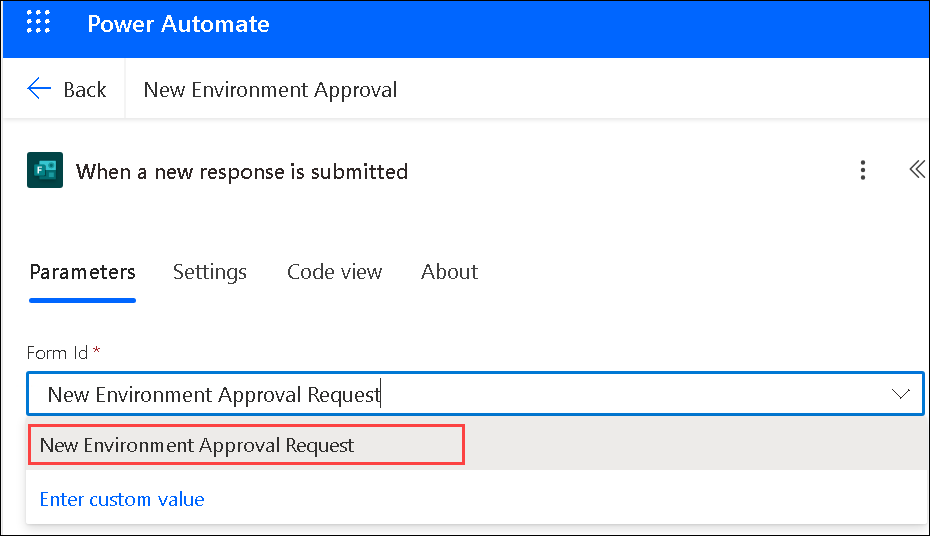 Power Automate
Back New Environment Approval
F When a new response is submitted
Parameters Settings Code view About
Form Id *
New Environment Approval Request
New Environment Approval Request
Enter custom value